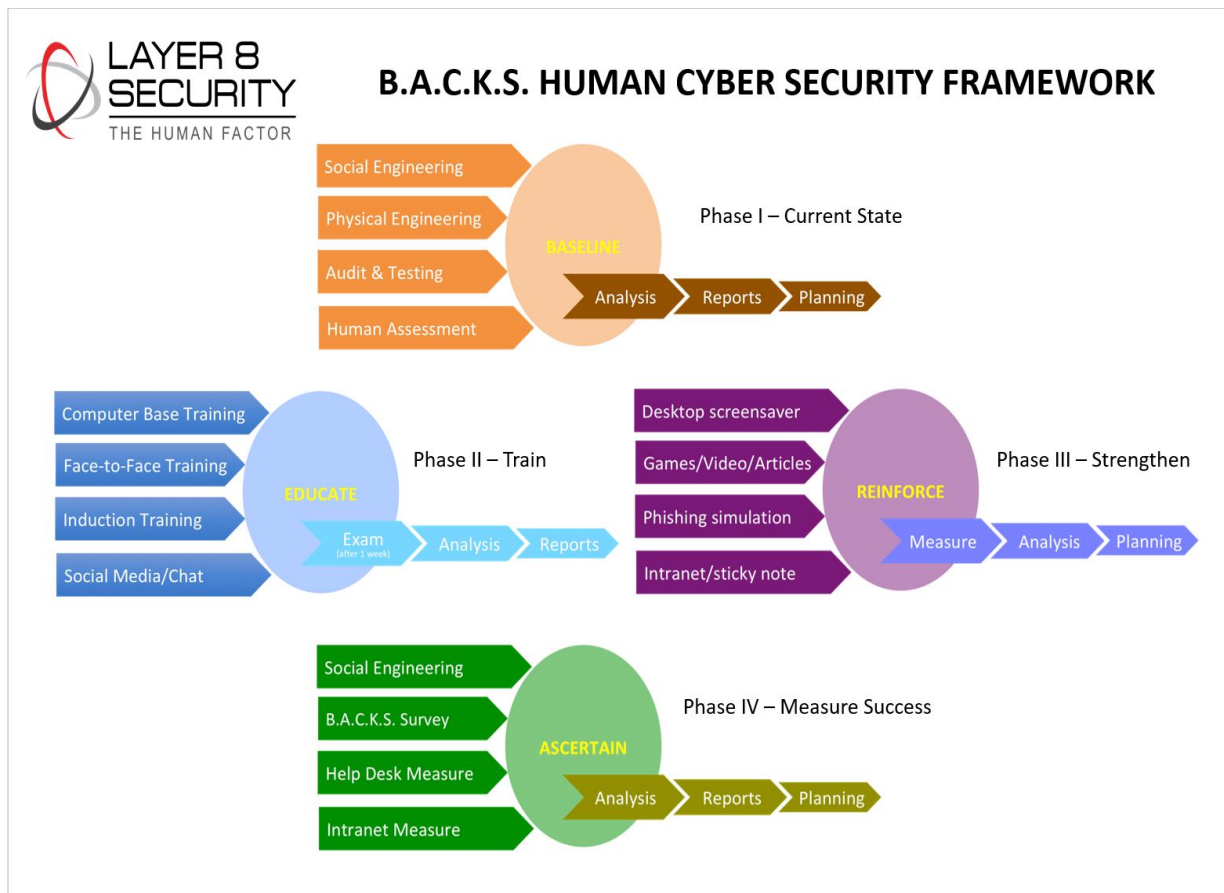 LAYER 8
SECURITY
THE HUMAN FACTOR
B.A.C.K.S. HUMAN CYBER SECURITY FRAMEWORK
Social Engineering
Physical Engineering
Audit & Testing
Human Assessment
BASELINE
Phase I – Current State
Analysis
Reports
Planning
Computer Base Training
Face-to-Face Training
Induction Training
Social Media/Chat
EDUCATE
Phase II – Train
Exam
(after 1 week)
Analysis
Reports
Desktop screensaver
Games/Video/Articles
Phishing simulation
Intranet/sticky note
REINFORCE
Phase III – Strengthen
Measure
Analysis
Planning
Social Engineering
B.A.C.K.S. Survey
Help Desk Measure
Intranet Measure
ASCERTAIN
Phase IV – Measure Success
Analysis
Reports
Planning